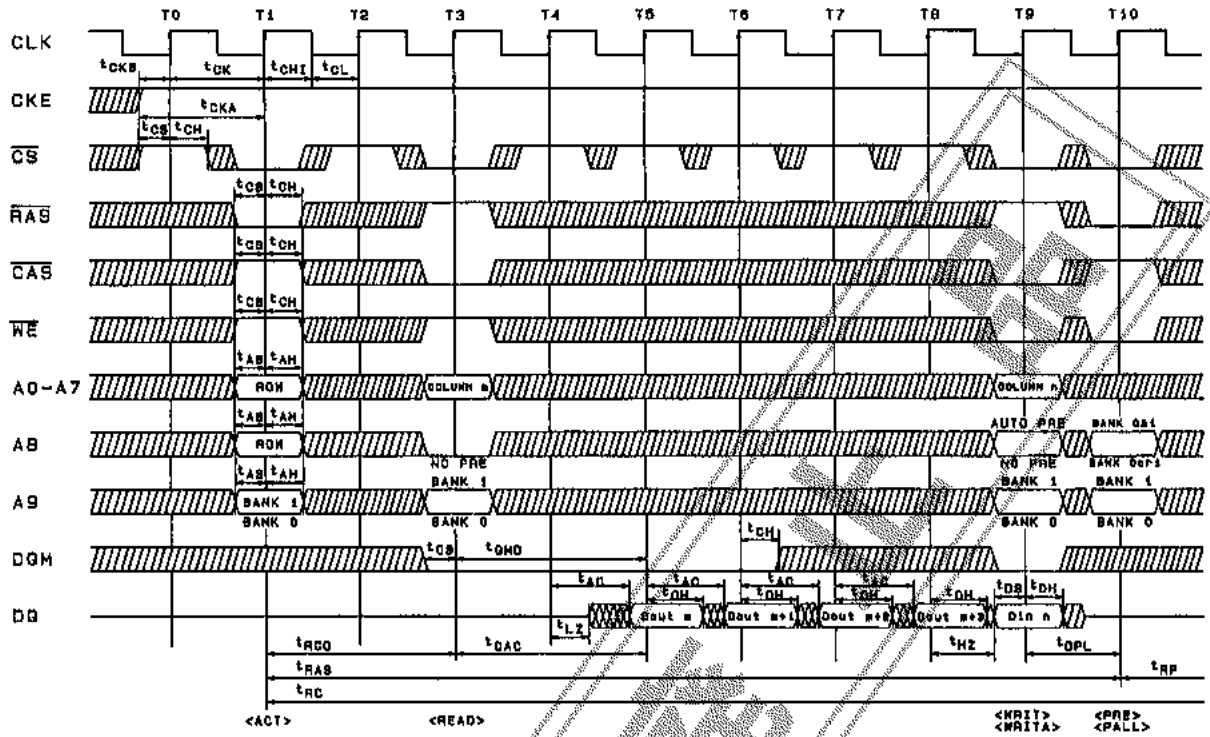 T0 T1 T2 T3 T4 T5 T6 T7 T8 T9 T10
CLK
tCKS tCK tCHI tCL
CKE
tCKA
tCS tCH
CS
tCS tCH
RAS
tCS tCH
CAS
tCS tCH
WE
tAS tAH
A0-A7 ROW COLUMN m COLUMN n
tAS tAH
AUTO PRE BANK 0&1
A8 ROW
NO PRE NO PRE BANK 0or1
tAS tAH
BANK 1 BANK 1 BANK 1
A9 BANK 1
BANK 0 BANK 0 BANK 0 BANK 0
tCH
DQM tCS tQMD
tAC tAC tAC tAC
tOH tOH tOH tOH tDS tDH
DQ Dout m Dout m+1 Dout m+2 Dout m+3 Din n
tLZ tHZ tDPL
tRCD tCAC
tRAS tRP
tRC
<ACT> <READ> <WRIT> <PRE>
<WRITA> <PALL>